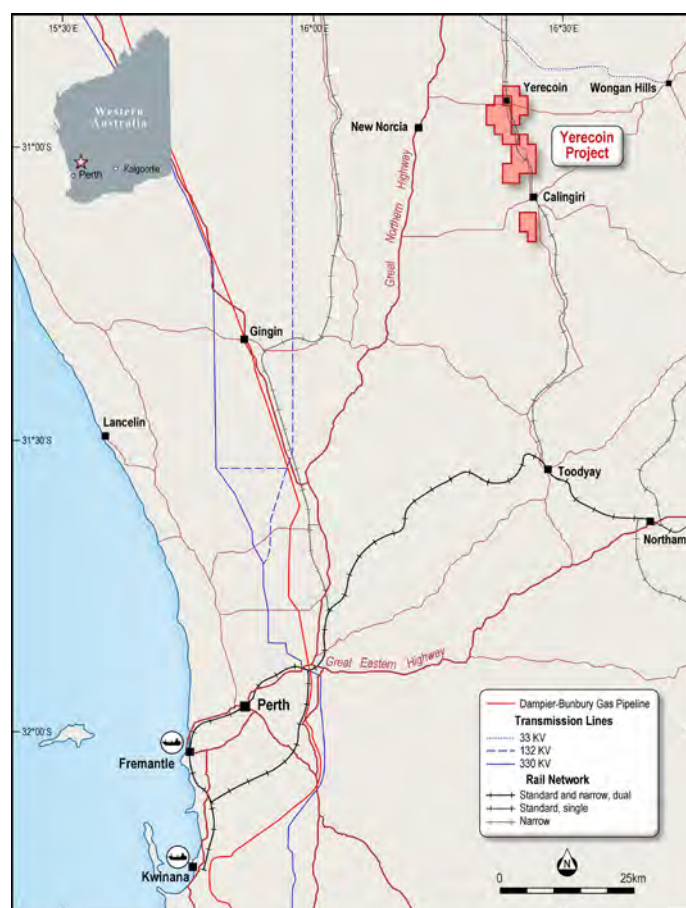 15°30'E
16°00'
16°30'
Western
Australia
Perth
Kalgoorlie
Yerecoin
Wongan Hills
New Norcia
Yerecoin
Project
31°00'S
Calingiri
Great Northern Highway
Gingin
Lancelin
31°30'S
Toodyay
Northam
Great Eastern Highway
Perth
32°00'S
Fremantle
Kwinana
Dampier-Bunbury Gas Pipeline
Transmission Lines
33 KV
132 KV
330 KV
Rail Network
Standard and narrow, dual
Standard, single
Narrow
N
0 25km